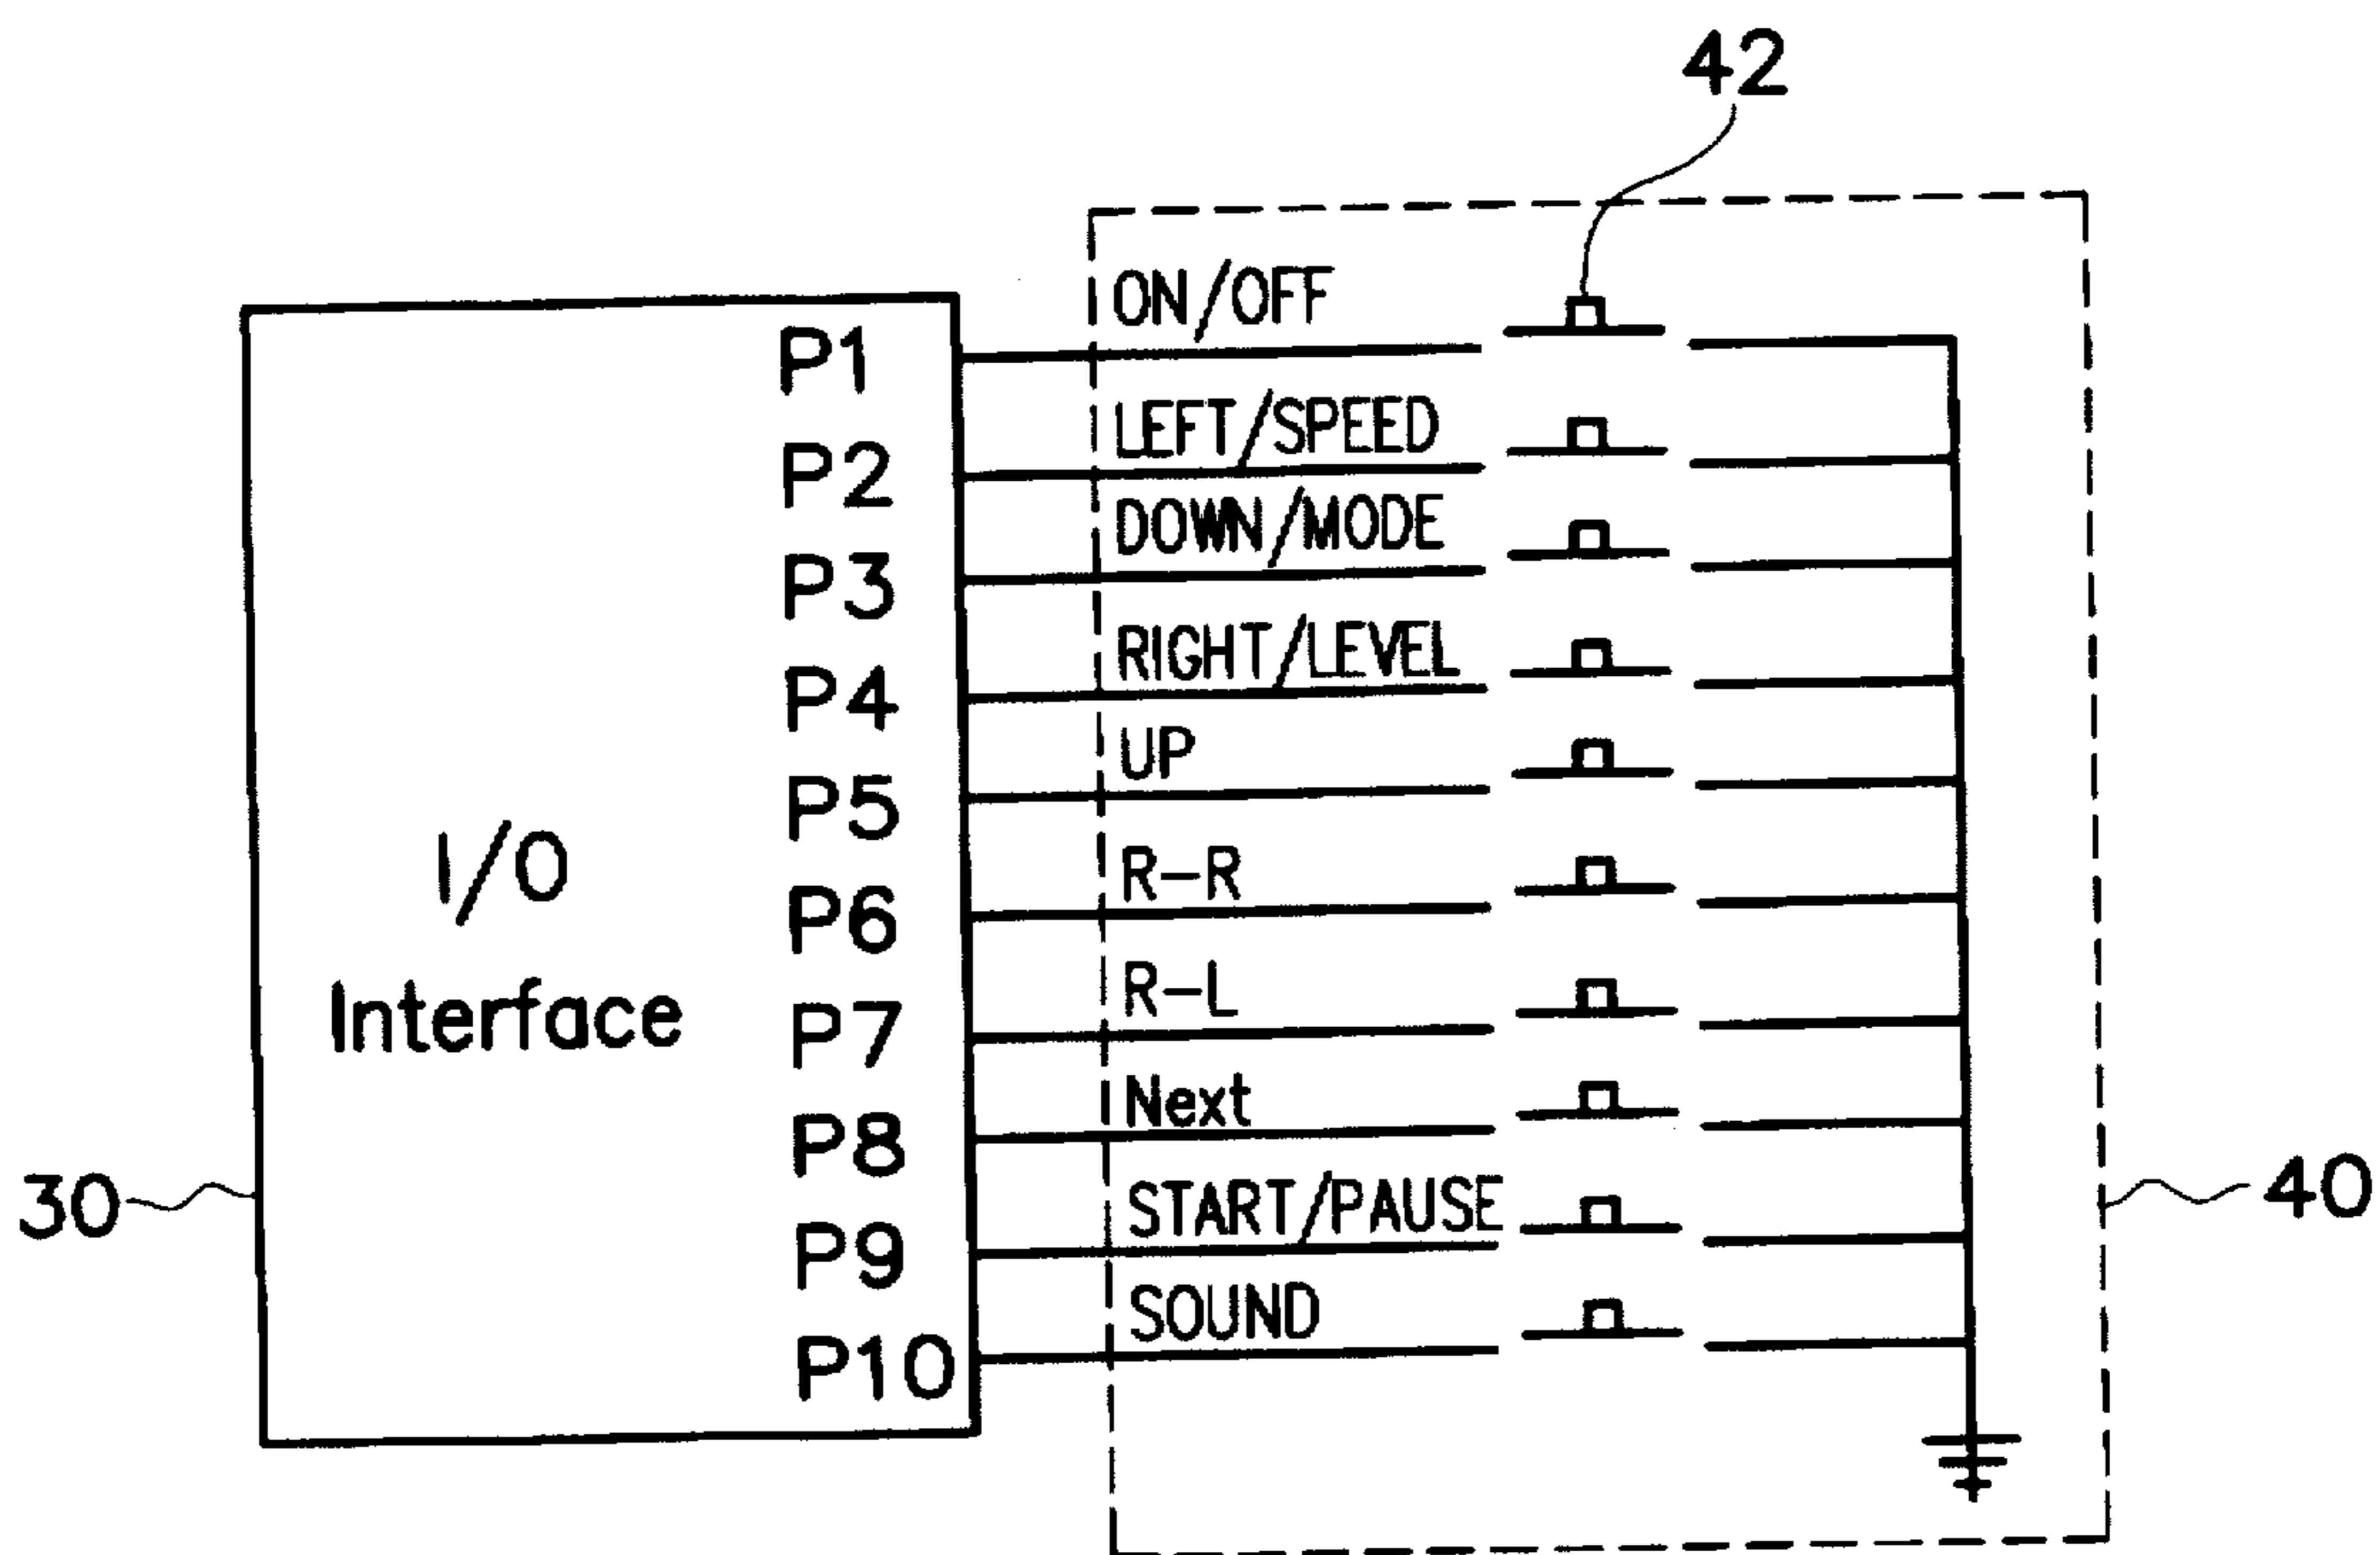 42
ON/OFF
P1
LEFT/SPEED
P2
DOWN/MODE
P3
RIGHT/LEVEL
P4
UP
P5
R-R
P6
R-L
P7
Next
P8
START/PAUSE
P9
SOUND
P10
I/O
Interface
30
40